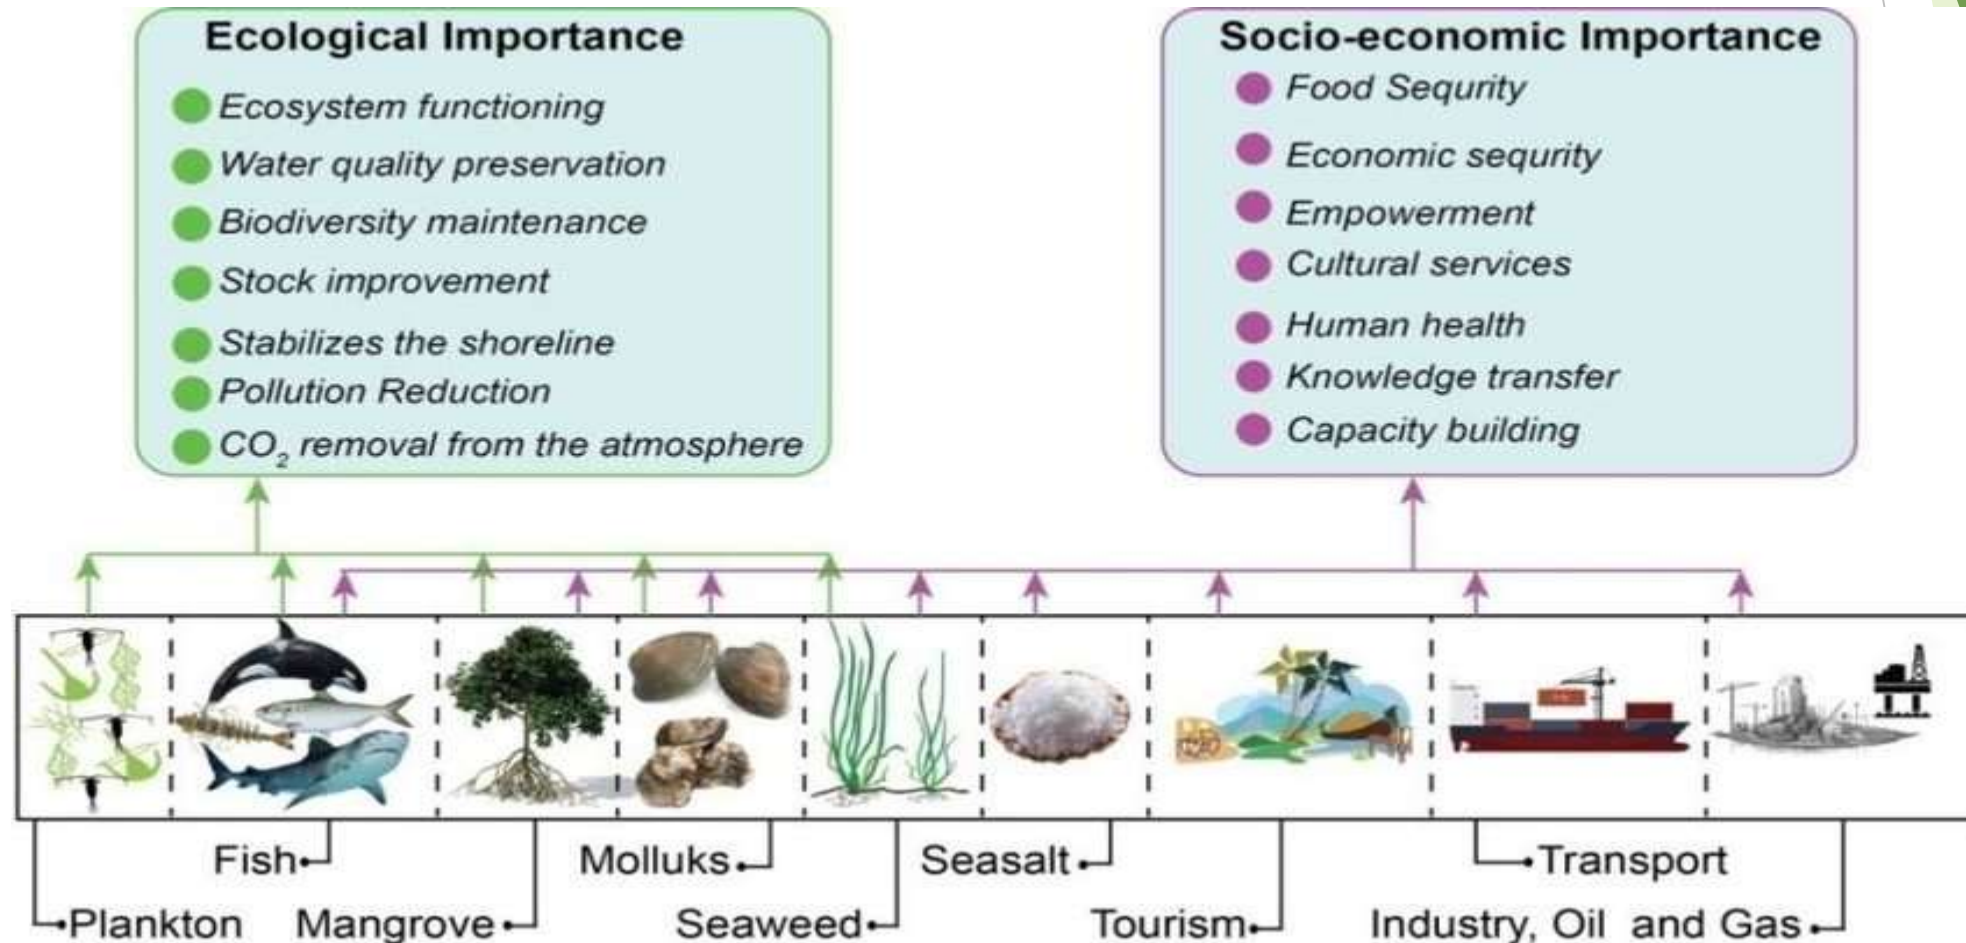 Ecological Importance
Ecosystem functioning
Water quality preservation
Biodiversity maintenance
Stock improvement
Stabilizes the shoreline
Pollution Reduction
CO₂ removal from the atmosphere
Socio-economic Importance
Food Sequrity
Economic sequrity
Empowerment
Cultural services
Human health
Knowledge transfer
Capacity building
Fish
Molluks
Seasalt
Transport
Plankton
Mangrove
Seaweed
Tourism
Industry, Oil and Gas